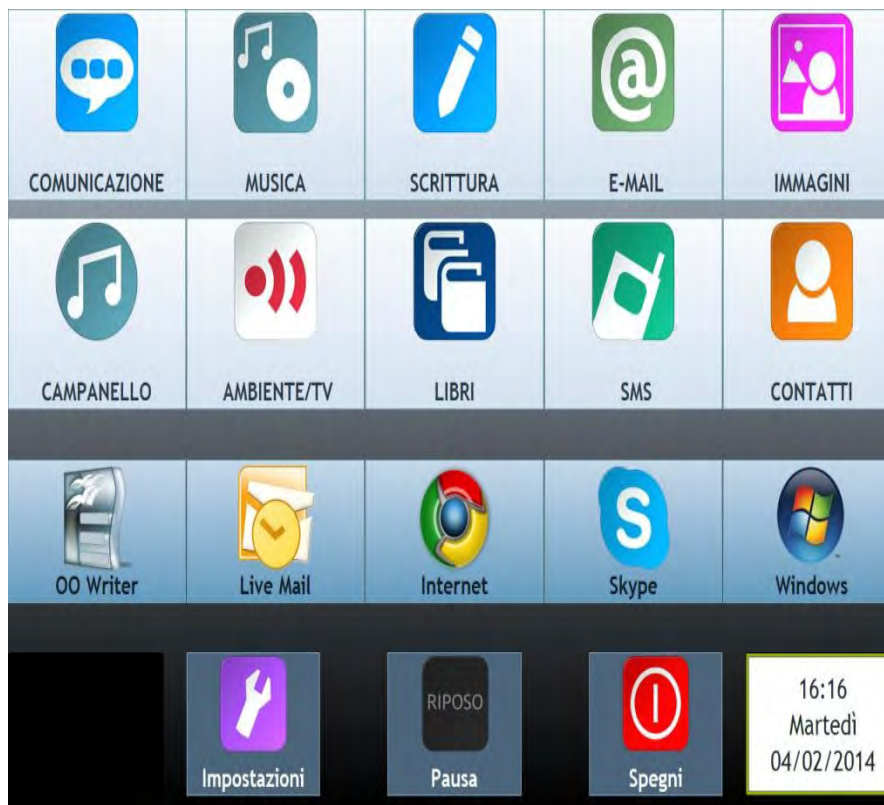 COMUNICAZIONE MUSICA SCRITTURA E-MAIL IMMAGINI
CAMPANELLO AMBIENTE/TV LIBRI SMS CONTATTI
OO Writer Live Mail Internet Skype Windows
RIPOSO
16:16
Martedì
04/02/2014
Impostazioni Pausa Spegni